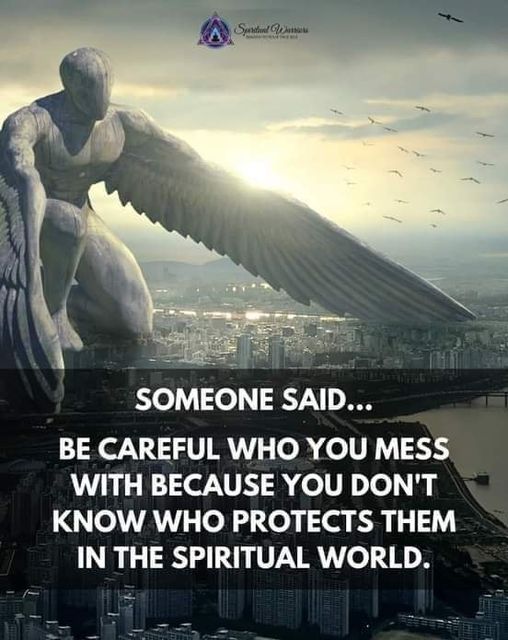 Spiritual Warriors
SOMEONE SAID...
BE CAREFUL WHO YOU MESS
WITH BECAUSE YOU DON'T
KNOW WHO PROTECTS THEM
IN THE SPIRITUAL WORLD.